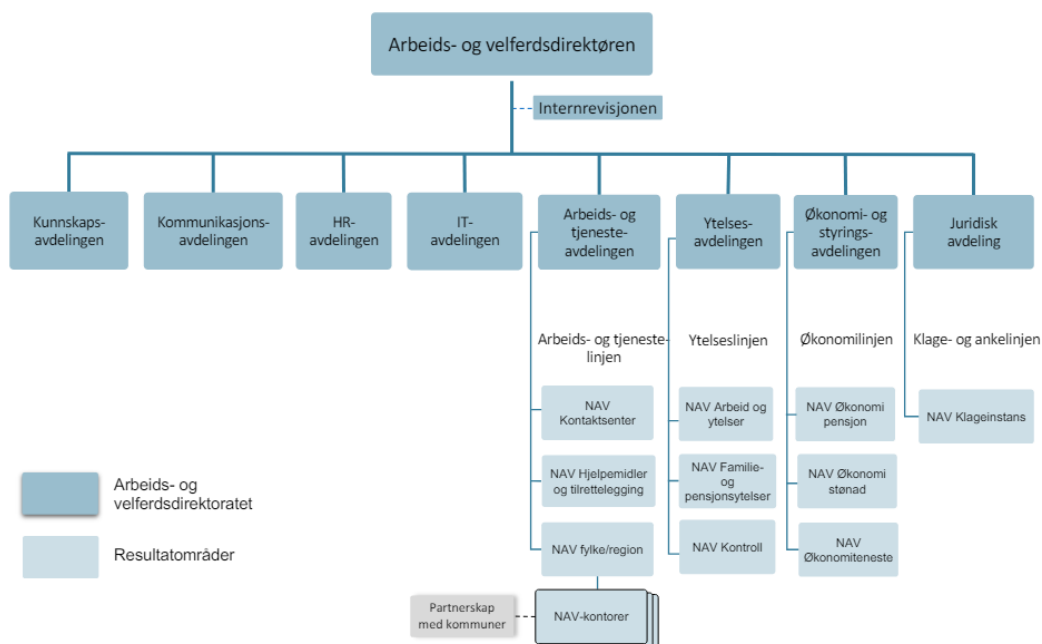 Arbeids- og velferdsdirektøren
Internrevisjonen
Kunnskaps-
avdelingen
Kommunikasjons-
avdelingen
HR-
avdelingen
IT-
avdelingen
Arbeids- og
tjeneste-
avdelingen
Ytelses-
avdelingen
Økonomi- og
styrings-
avdelingen
Juridisk
avdeling
Arbeids- og tjeneste-
linjen
Ytelseslinjen
Økonomilinjen
Klage- og ankelinjen
NAV
Kontaktsenter
NAV Arbeid og
ytelser
NAV Økonomi
pensjon
NAV Klageinstans
NAV Hjelpemidler
og tilrettelegging
NAV Familie-
og
pensjonsytelser
NAV Økonomi
stønad
NAV fylke/region
NAV Kontroll
NAV
Økonomiteneste
Partnerskap
med kommuner
NAV-kontorer
Arbeids- og
velferdsdirektoratet
Resultatområder